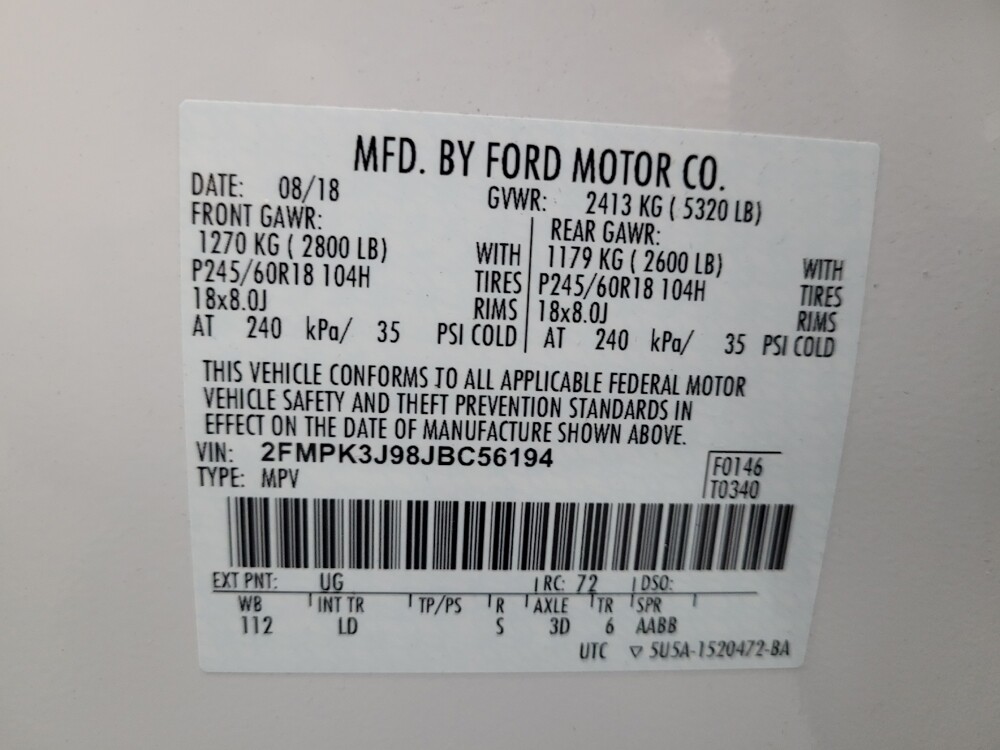 MFD. BY FORD MOTOR CO.
DATE: 08/18 GVWR: 2413 KG ( 5320 LB)
FRONT GAWR: REAR GAWR:
1270 KG ( 2800 LB) WITH 1179 KG ( 2600 LB) WITH
P245/60R18 104H TIRES P245/60R18 104H TIRES
18x8.0J RIMS 18x8.0J RIMS
AT 240 kPa/ 35 PSI COLD AT 240 kPa/ 35 PSI COLD
THIS VEHICLE CONFORMS TO ALL APPLICABLE FEDERAL MOTOR
VEHICLE SAFETY AND THEFT PREVENTION STANDARDS IN
EFFECT ON THE DATE OF MANUFACTURE SHOWN ABOVE.
VIN: 2FMPK3J98JBC56194 F0146
TYPE: MPV T0340
EXT PNT: UG RC: 72 DSO:
WB INT TR TP/PS R AXLE TR SPR
112 LD S 3D 6 AABB
UTC ▽ 5U5A-1520472-BA